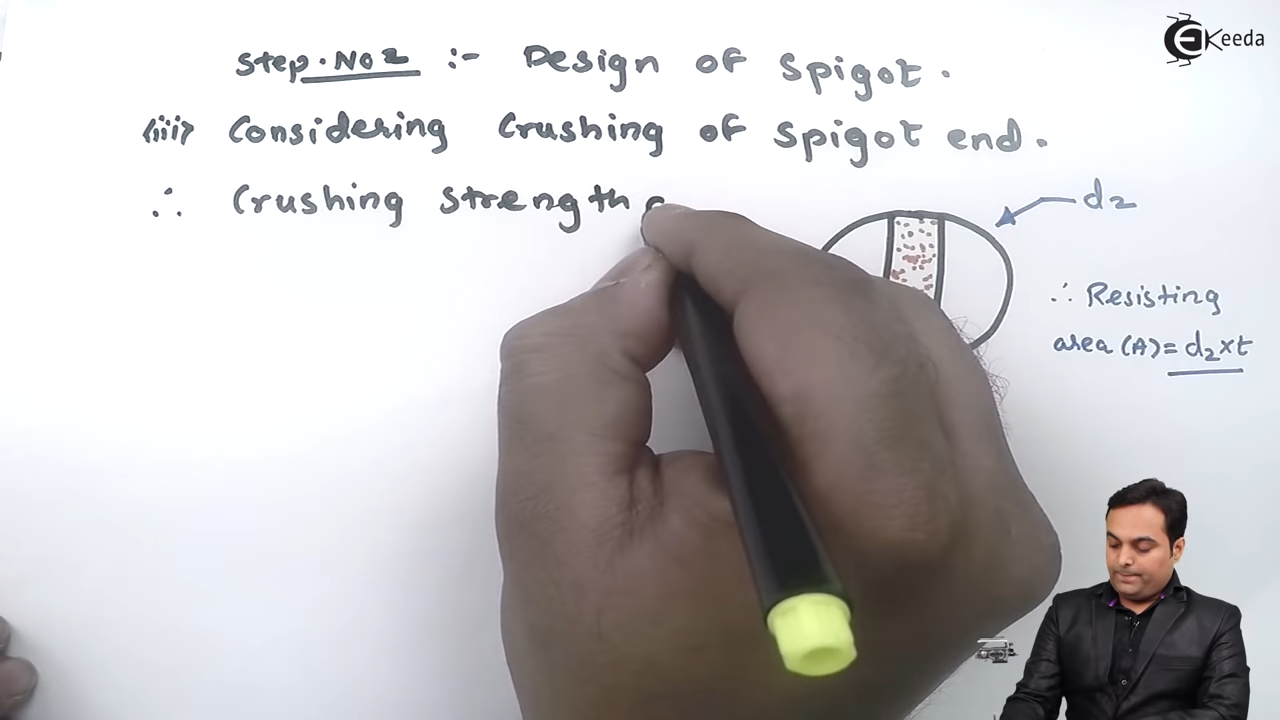 Ekeeda
Step.No 2 :- Design of Spigot.
(iii) Considering Crushing of Spigot end.
∴ Crushing strength
d2
∴ Resisting
area (A) = d2 x t